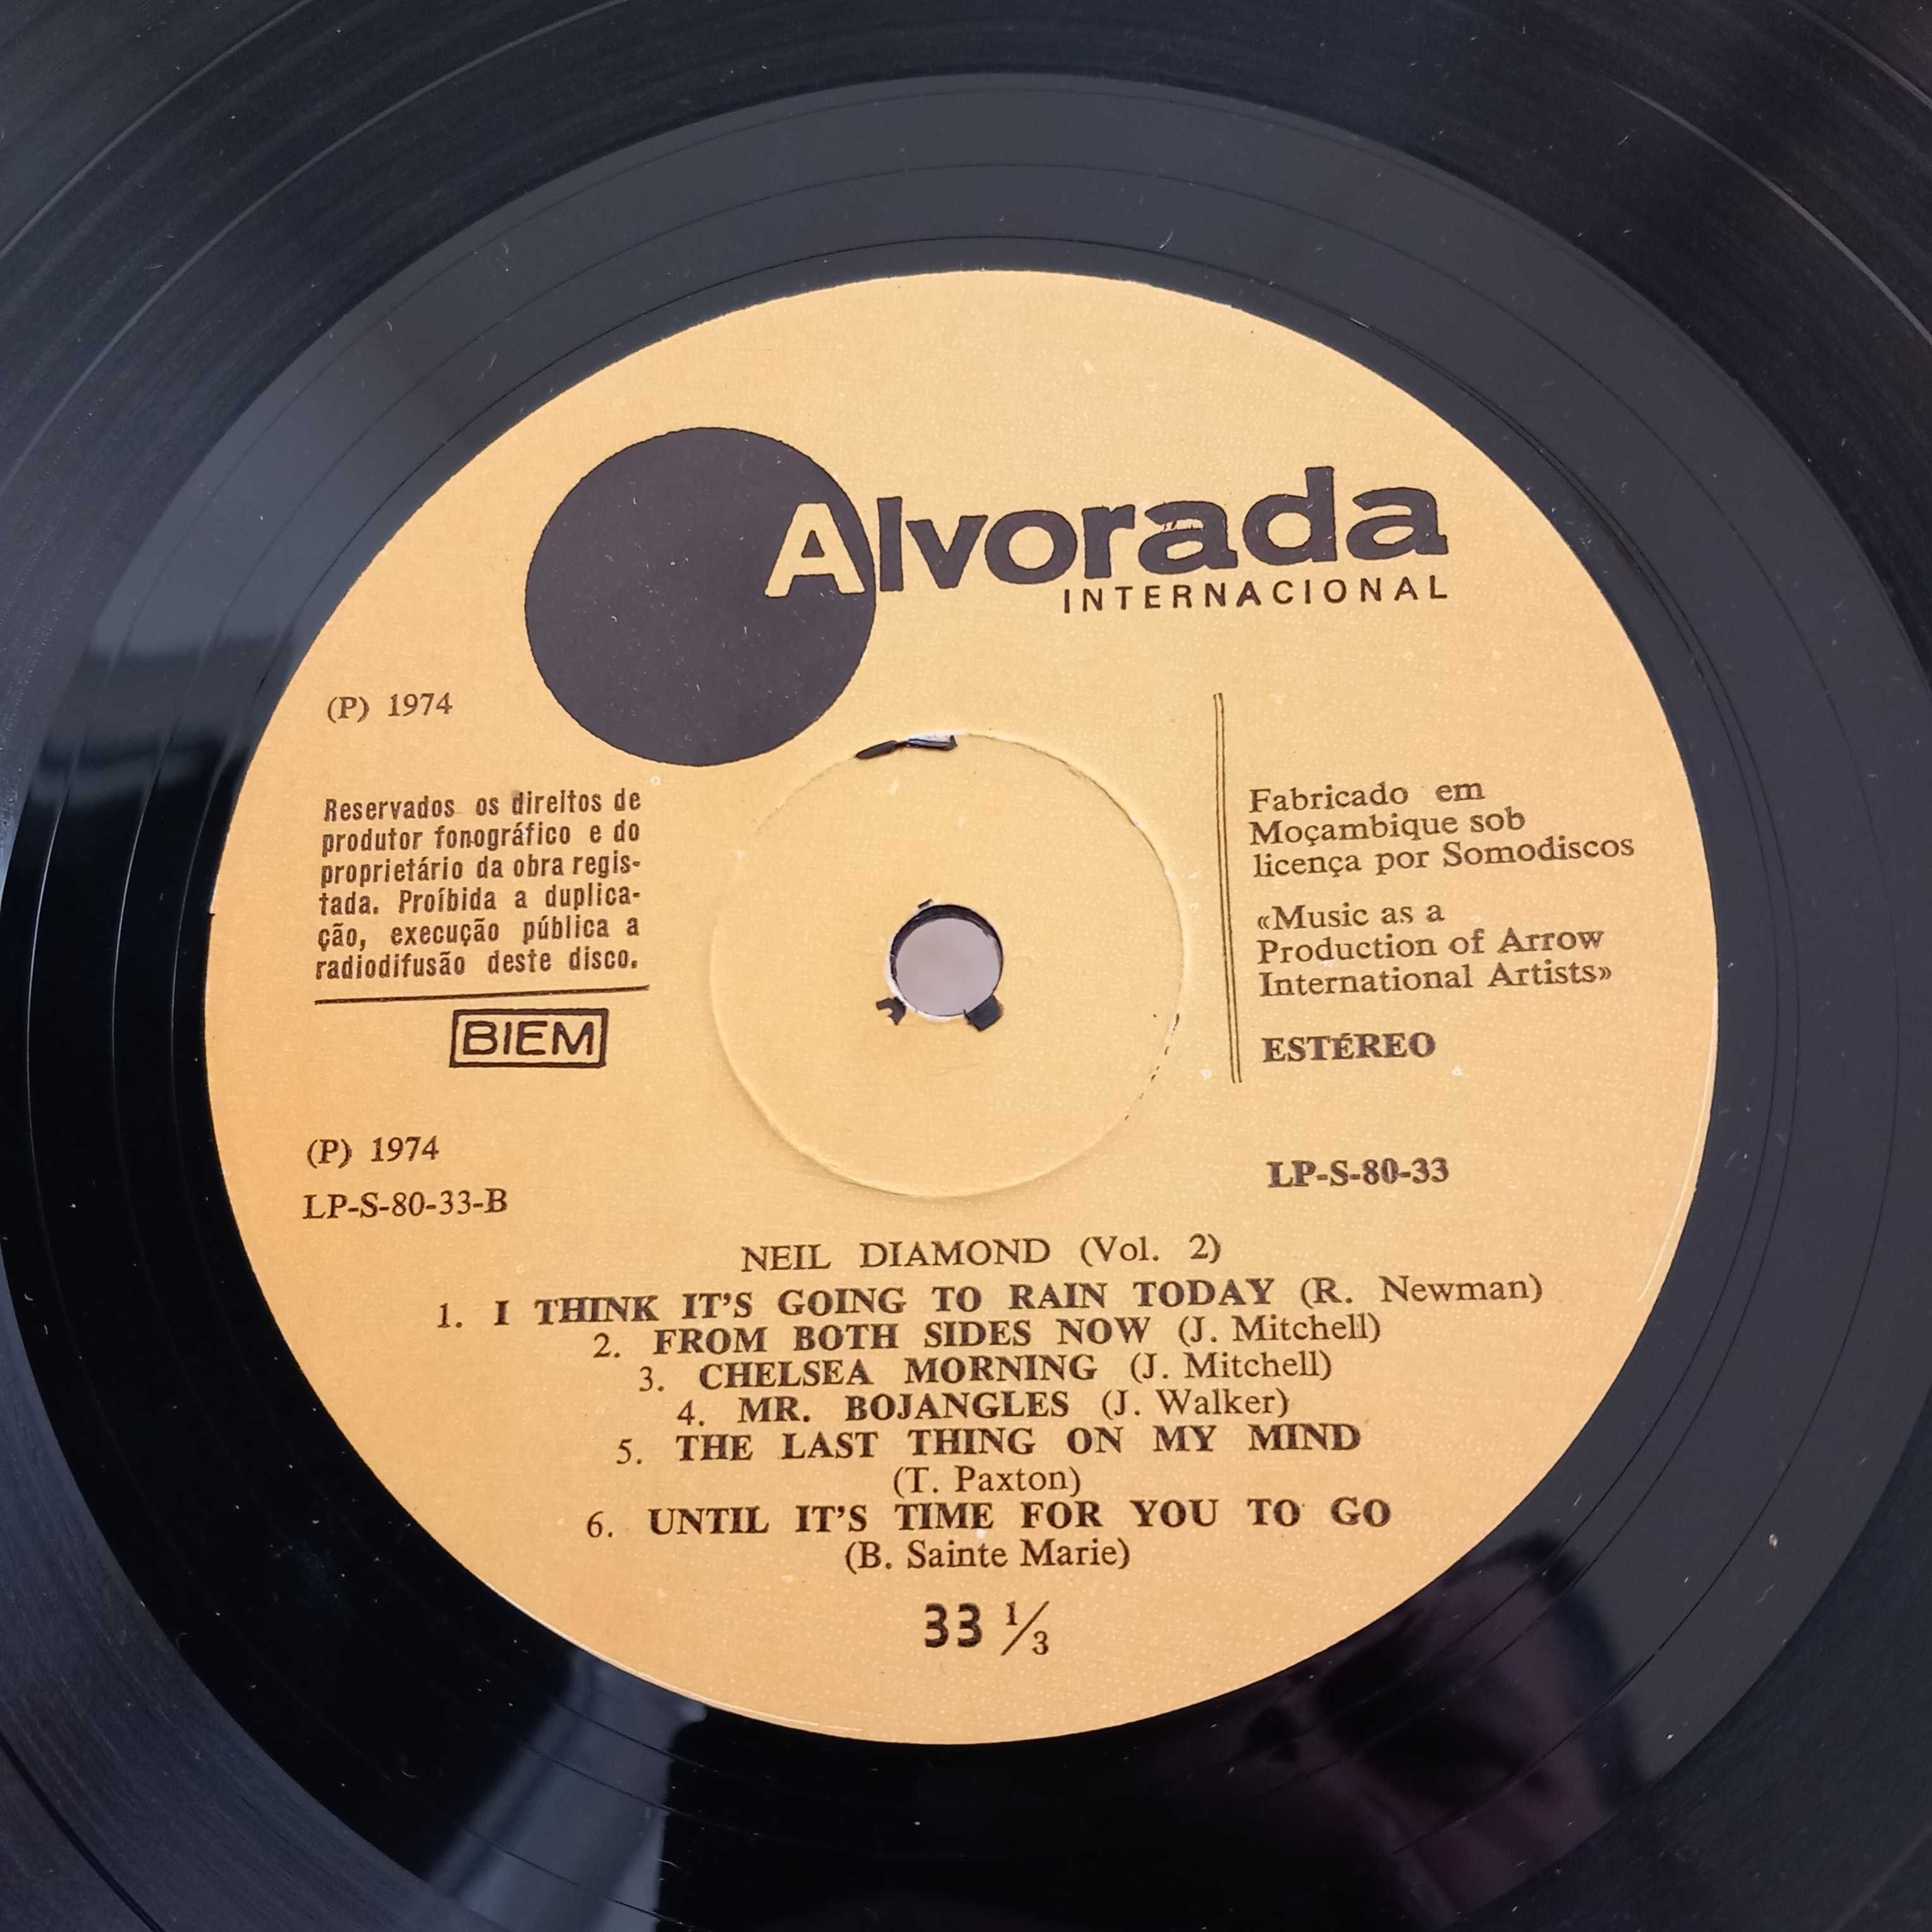 Alvorada
INTERNACIONAL
(P) 1974
Reservados os direitos de
produtor fonográfico e do
proprietário da obra regis-
tada. Proíbida a duplica-
ção, execução pública a
radiodifusão deste disco.
BIEM
(P) 1974
LP-S-80-33-B
Fabricado em
Moçambique sob
licença por Somodiscos
«Music as a
Production of Arrow
International Artists»
ESTÉREO
LP-S-80-33
NEIL DIAMOND (Vol. 2)
1. I THINK IT'S GOING TO RAIN TODAY (R. Newman)
2. FROM BOTH SIDES NOW (J. Mitchell)
3. CHELSEA MORNING (J. Mitchell)
4. MR. BOJANGLES (J. Walker)
5. THE LAST THING ON MY MIND
(T. Paxton)
6. UNTIL IT'S TIME FOR YOU TO GO
(B. Sainte Marie)
33 1/3